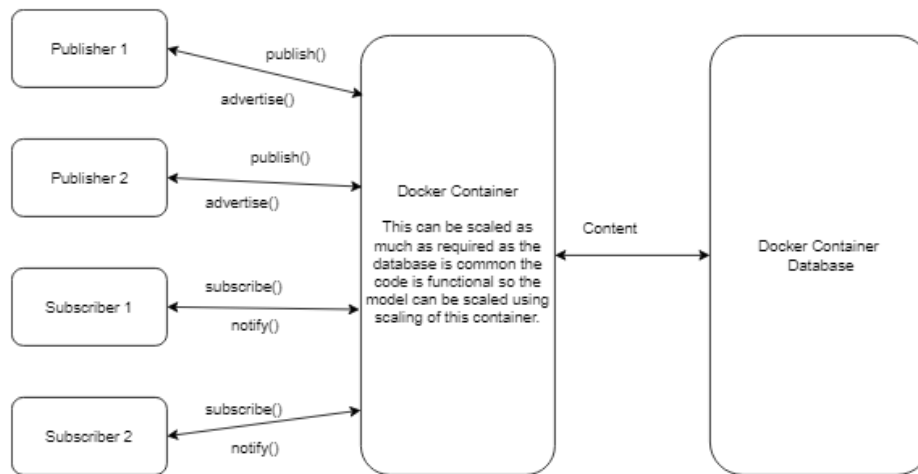 Publisher 1
publish()
advertise()
Publisher 2
publish()
advertise()
Subscriber 1
subscribe()
notify()
Subscriber 2
subscribe()
notify()
Docker Container
This can be scaled as
much as required as the
database is common the
code is functional so the
model can be scaled using
scaling of this container.
Content
Docker Container
Database